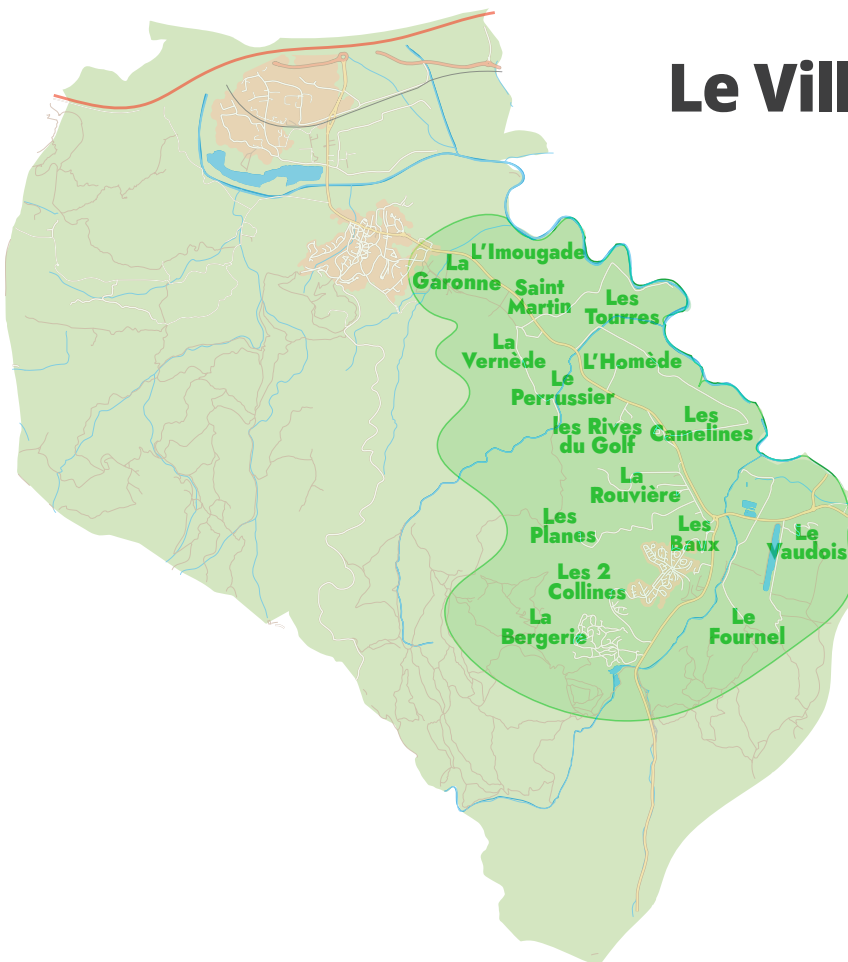 Le Vill
L'Imougade
La
Garonne
Saint
Martin
Les
Tourres
La
Vernède
L'Homède
Le
Perrussier
les Rives
du Golf
Les
Camelines
La
Rouvière
Les
Planes
Les
Baux
Le
Vaudois
Les 2
Collines
La
Bergerie
Le
Fournel